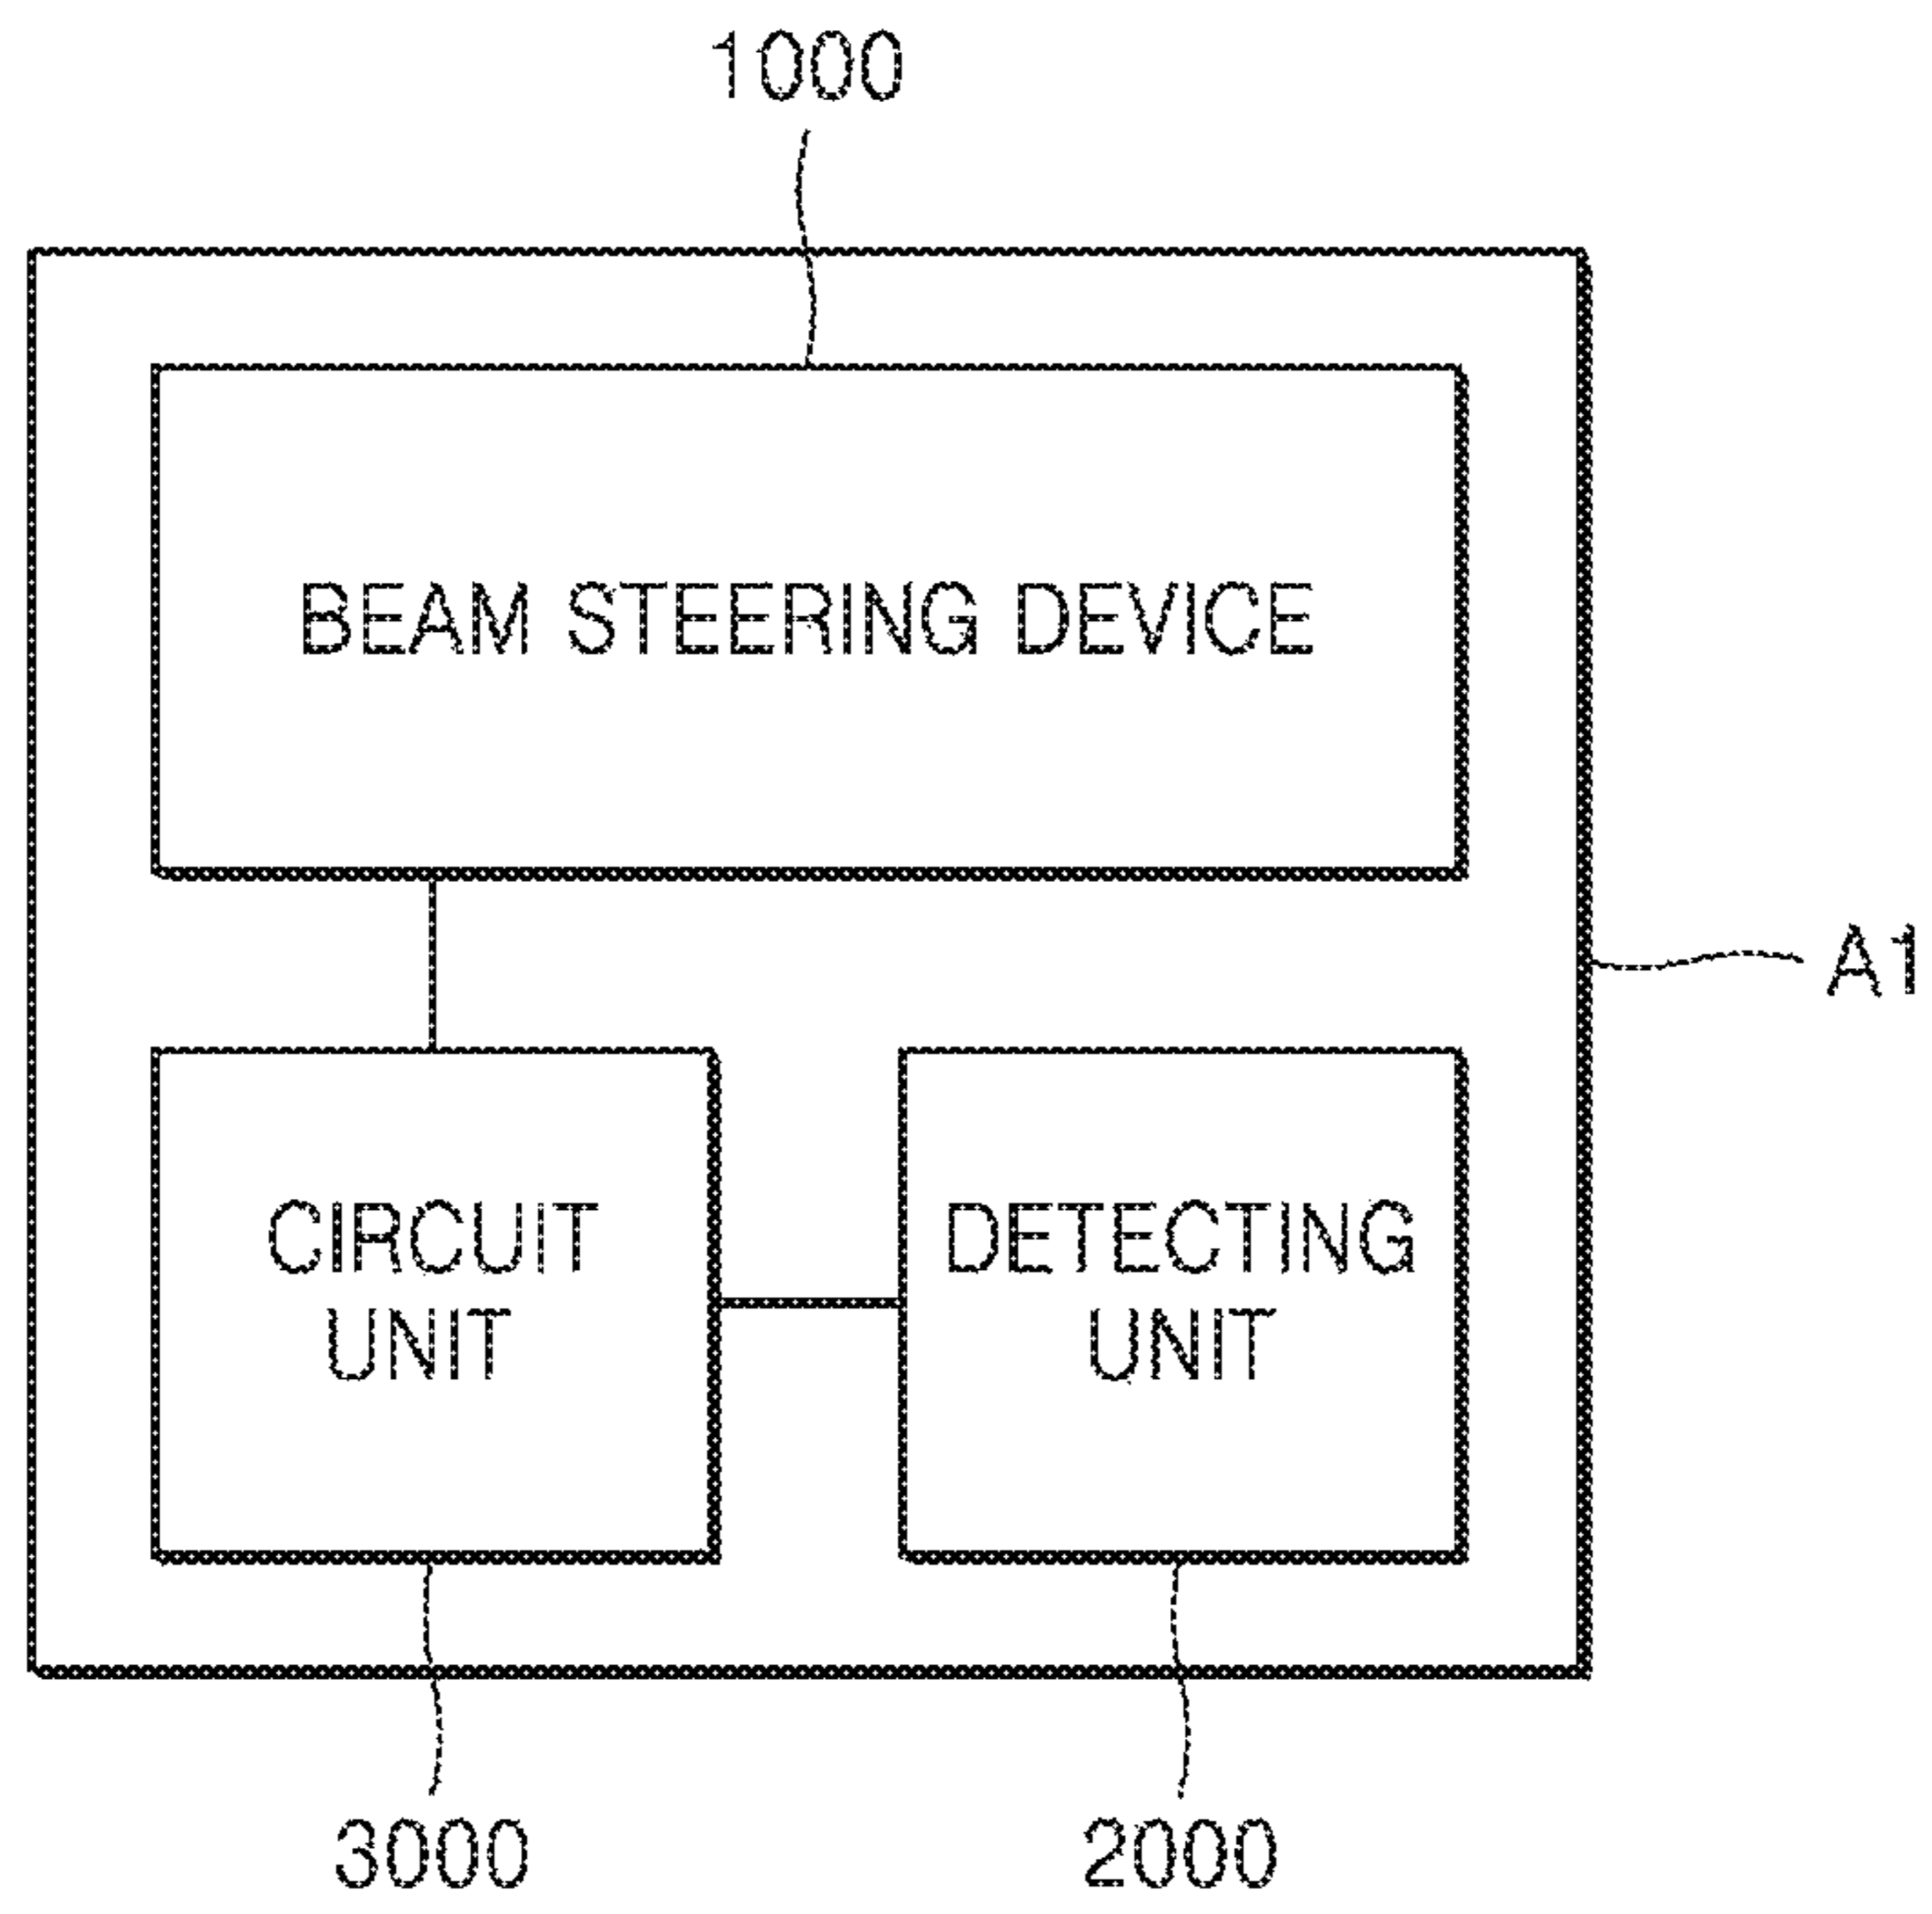 1000
BEAM STEERING DEVICE
A1
CIRCUIT
UNIT
DETECTING
UNIT
3000
2000